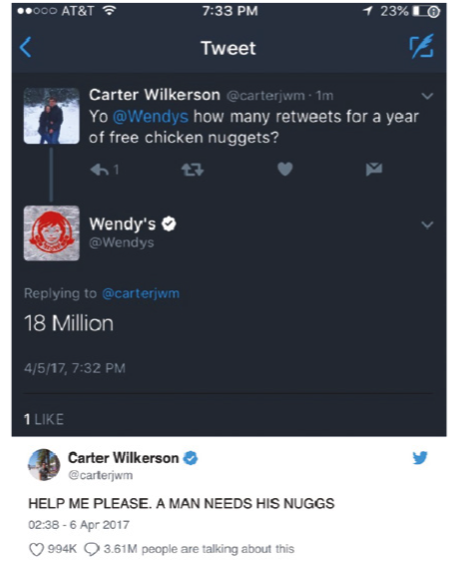 AT&T 7:33 PM 23%
Tweet
Carter Wilkerson @carterjwm · 1m
Yo @Wendys how many retweets for a year
of free chicken nuggets?
1
Wendy's
@Wendys
Replying to @carterjwm
18 Million
4/5/17, 7:32 PM
1 LIKE
Carter Wilkerson
@carterjwm
HELP ME PLEASE. A MAN NEEDS HIS NUGGS
02:38 - 6 Apr 2017
994K 3.61M people are talking about this